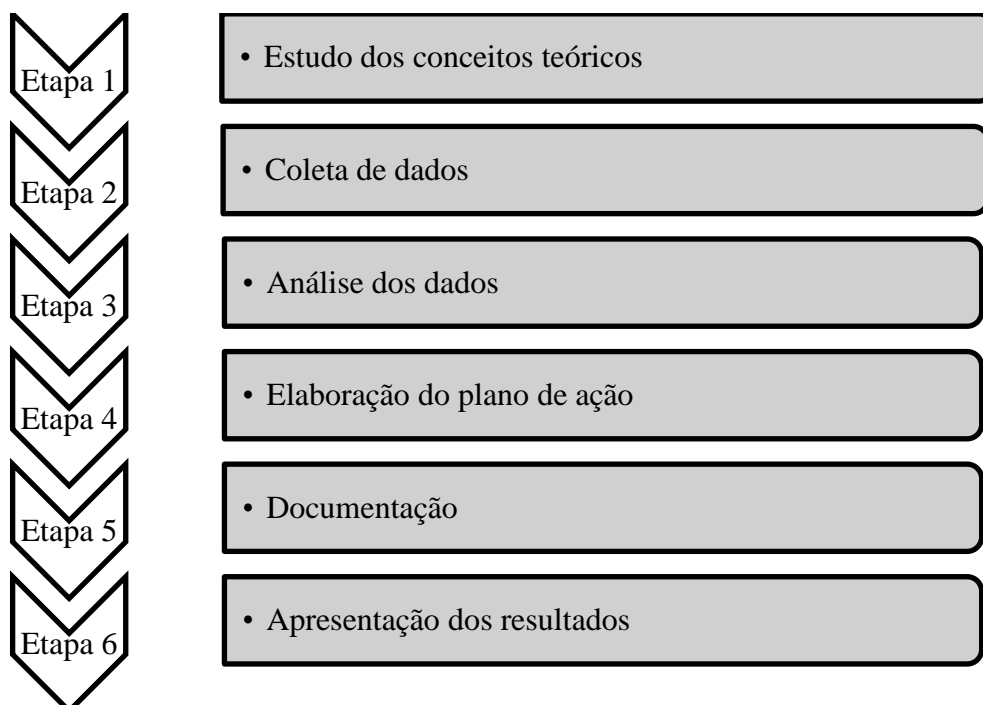 Etapa 1
• Estudo dos conceitos teóricos
Etapa 2
• Coleta de dados
Etapa 3
• Análise dos dados
Etapa 4
• Elaboração do plano de ação
Etapa 5
• Documentação
Etapa 6
• Apresentação dos resultados